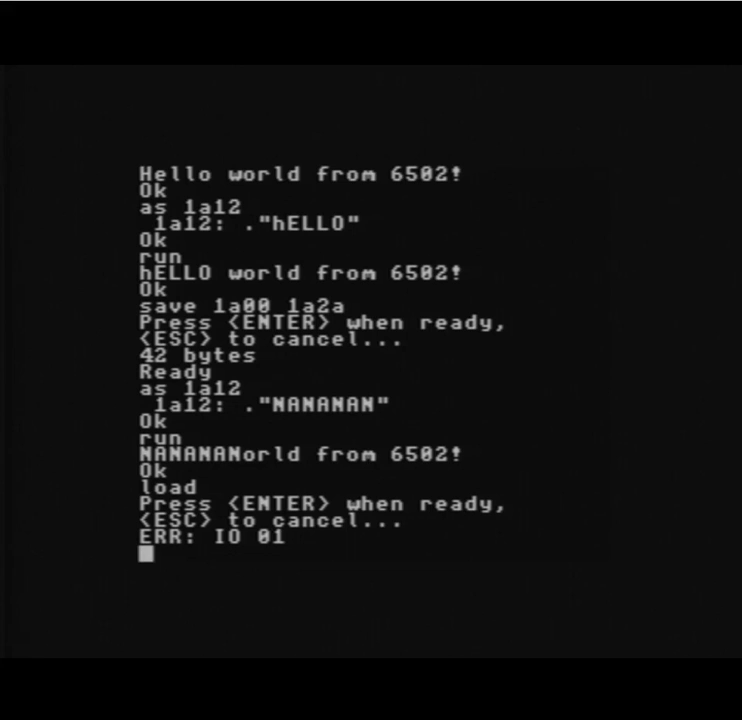 Hello world from 6502!
Ok
as 1a12
1a12: ."hELLO"
Ok
run
hELLO world from 6502!
Ok
save 1a00 1a2a
Press <ENTER> when ready,
<ESC> to cancel...
42 bytes
Ready
as 1a12
1a12: ."NANANAN"
Ok
run
NANANANorld from 6502!
Ok
load
Press <ENTER> when ready,
<ESC> to cancel...
ERR: IO 01